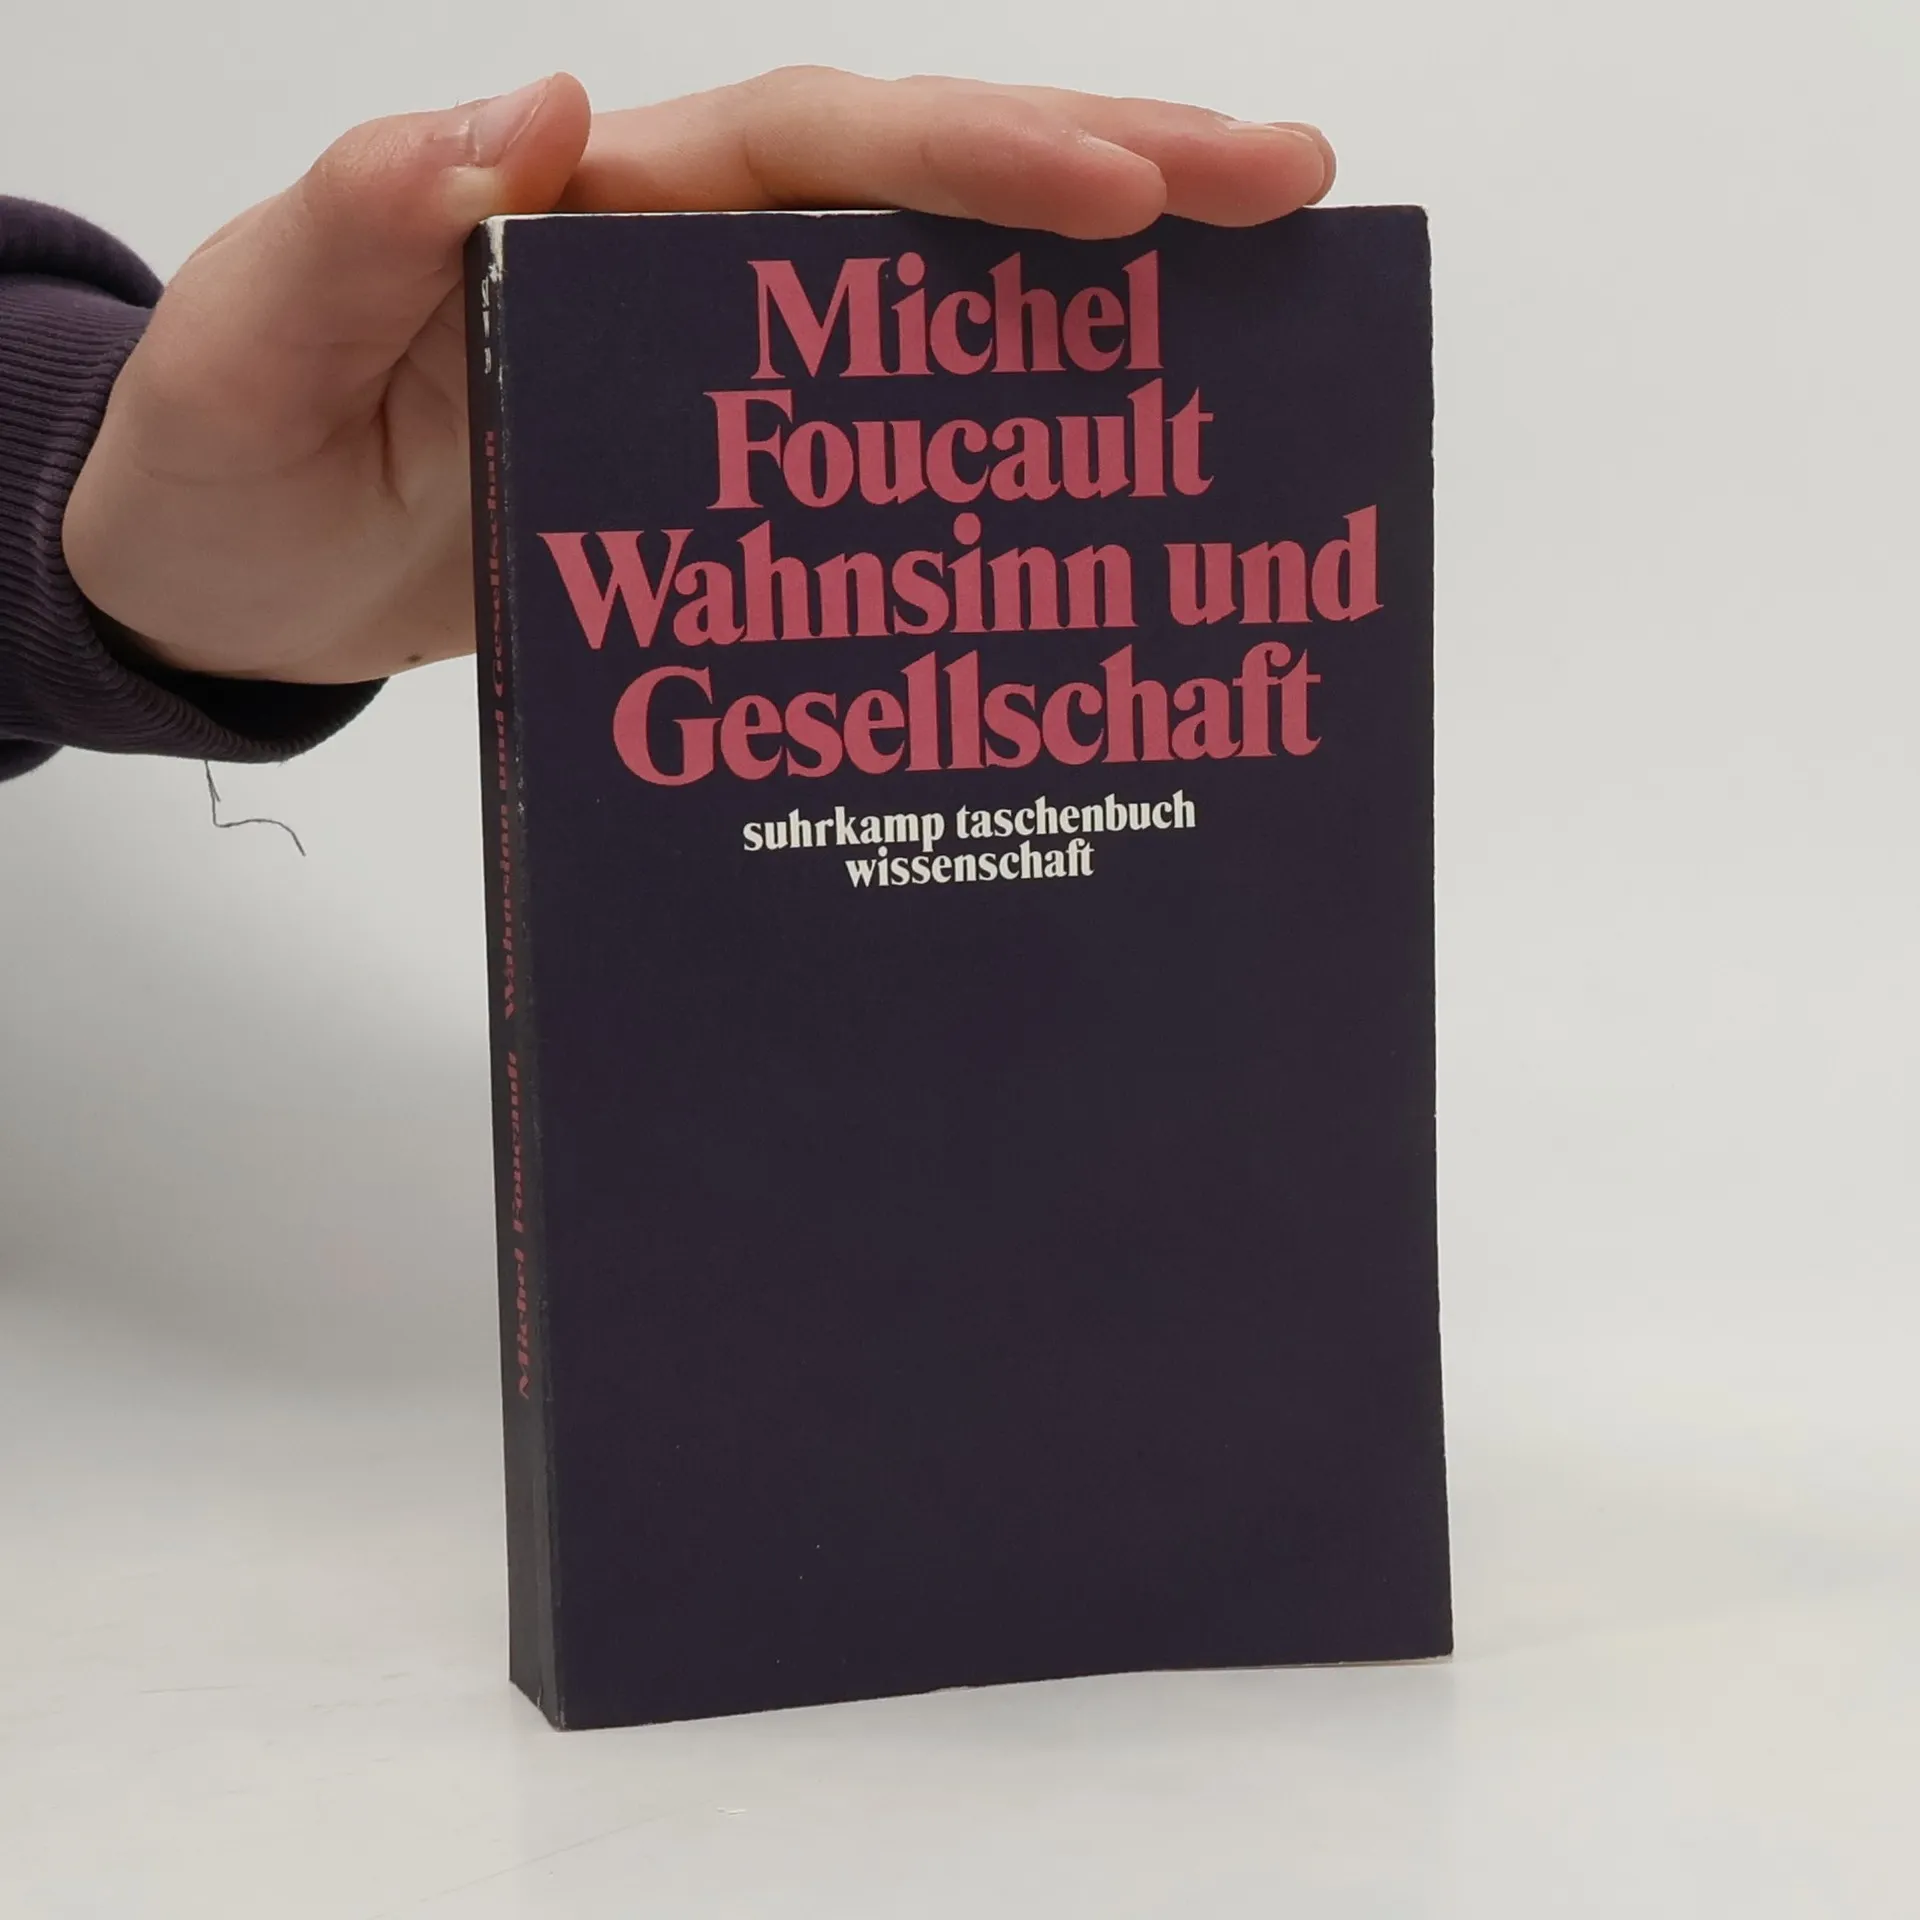 Michel
Foucault
Wahnsinn und
Gesellschaft
suhrkamp taschenbuch
wissenschaft
Michel Foucault Wahnsinn und Gesellschaft